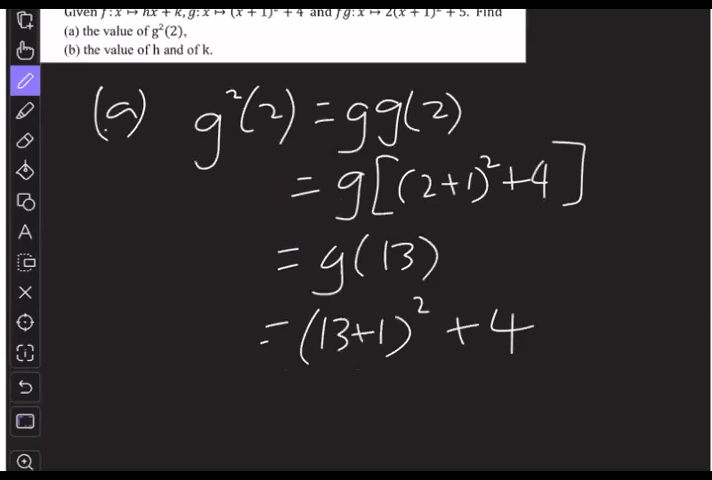 Given f : x ↦ hx + k, g : x ↦ (x + 1)² + 4 and fg : x ↦ 2(x + 1)² + 5. Find
(a) the value of g²(2),
(b) the value of h and of k.
(a) g²(2) = gg(2)
= g[(2+1)²+4]
= g(13)
= (13+1)² + 4
A